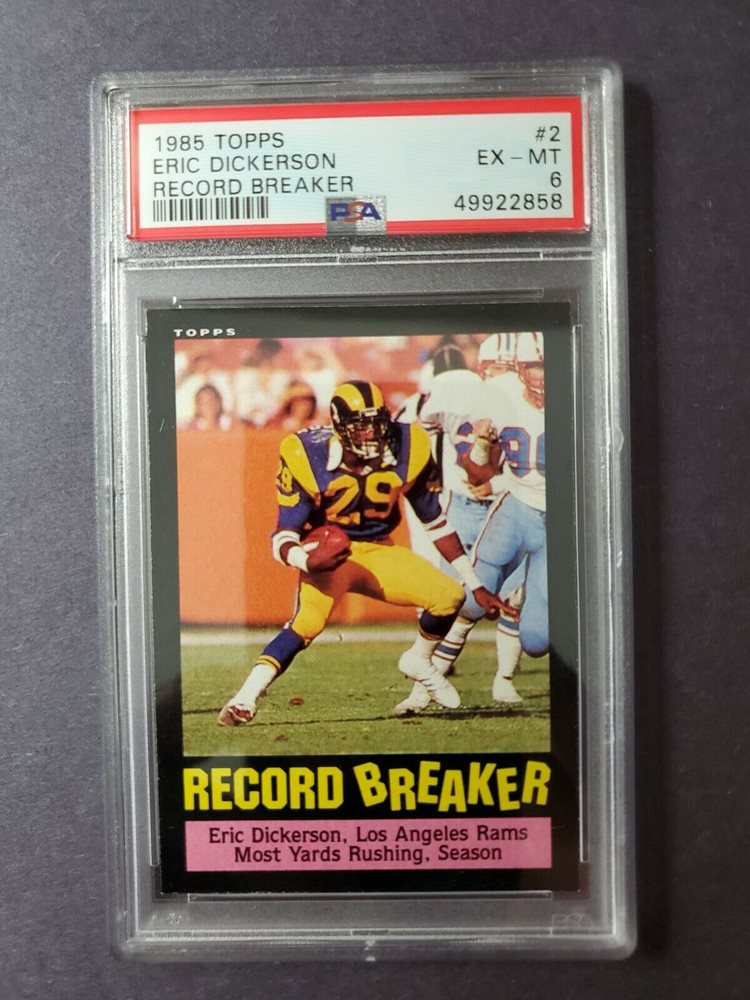 1985 TOPPS #2
ERIC DICKERSON EX - MT
RECORD BREAKER 6
PSA 49922858
TOPPS
29
29
RECORD BREAKER
Eric Dickerson, Los Angeles Rams
Most Yards Rushing, Season